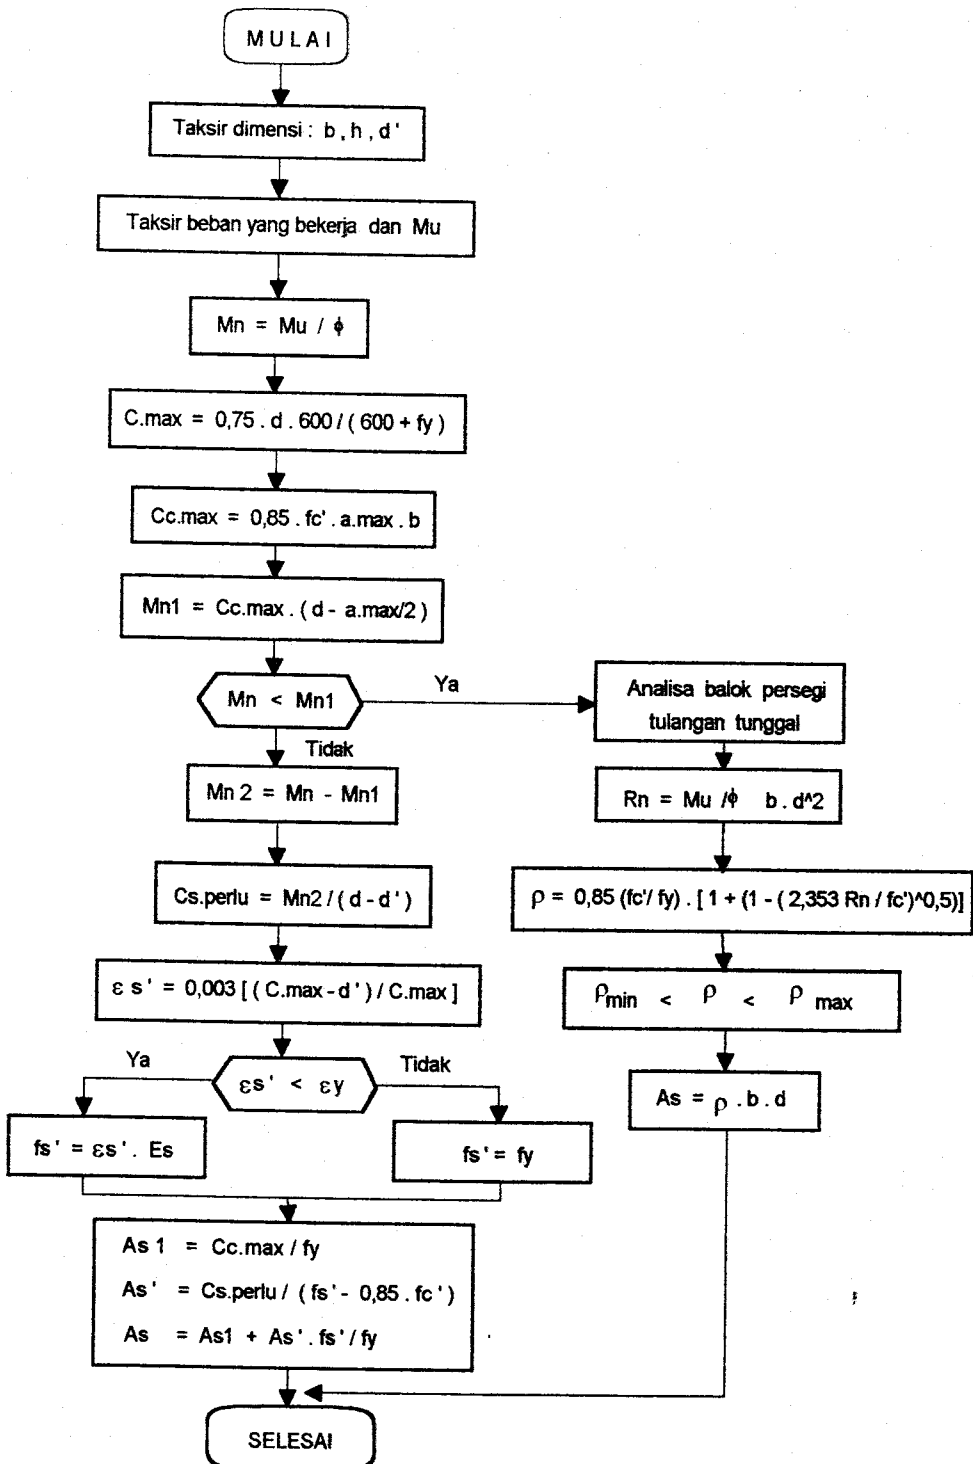 MULAI
Taksir dimensi : b , h , d '
Taksir beban yang bekerja dan Mu
Mn = Mu / ϕ
C.max = 0,75 . d . 600 / ( 600 + fy )
Cc.max = 0,85 . fc' . a.max . b
Mn1 = Cc.max . ( d - a.max/2 )
Mn < Mn1
Ya
Tidak
Mn 2 = Mn - Mn1
Cs.perlu = Mn2 / ( d - d' )
ε s ' = 0,003 [ ( C.max - d ' ) / C.max ]
εs ' < εy
Ya
Tidak
fs ' = εs ' . Es
fs ' = fy
As 1 = Cc.max / fy
As ' = Cs.perlu / ( fs ' - 0,85 . fc ' )
As = As1 + As ' . fs ' / fy
SELESAI
Analisa balok persegi
tulangan tunggal
Rn = Mu /ϕ b . d^2
ρ = 0,85 (fc'/ fy) . [ 1 + (1 - ( 2,353 Rn / fc')^0,5)]
ρmin < ρ < ρ max
As = ρ . b . d